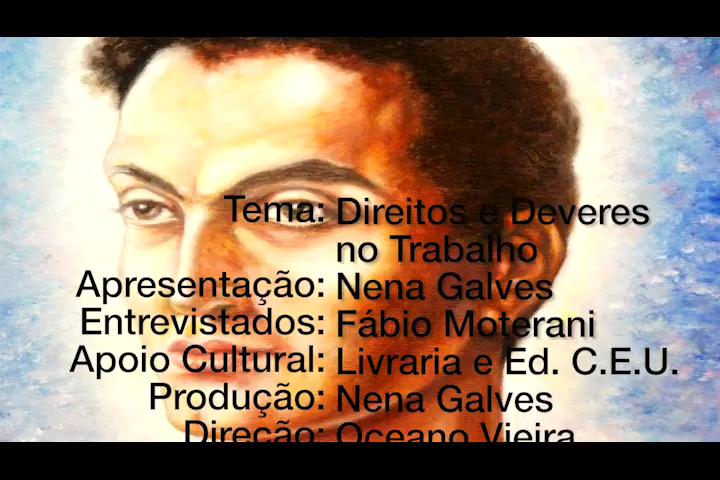 Tema: Direitos e Deveres
no Trabalho
Apresentação: Nena Galves
Entrevistados: Fábio Moterani
Apoio Cultural: Livraria e Ed. C.E.U.
Produção: Nena Galves
Direção: Oceano Vieira